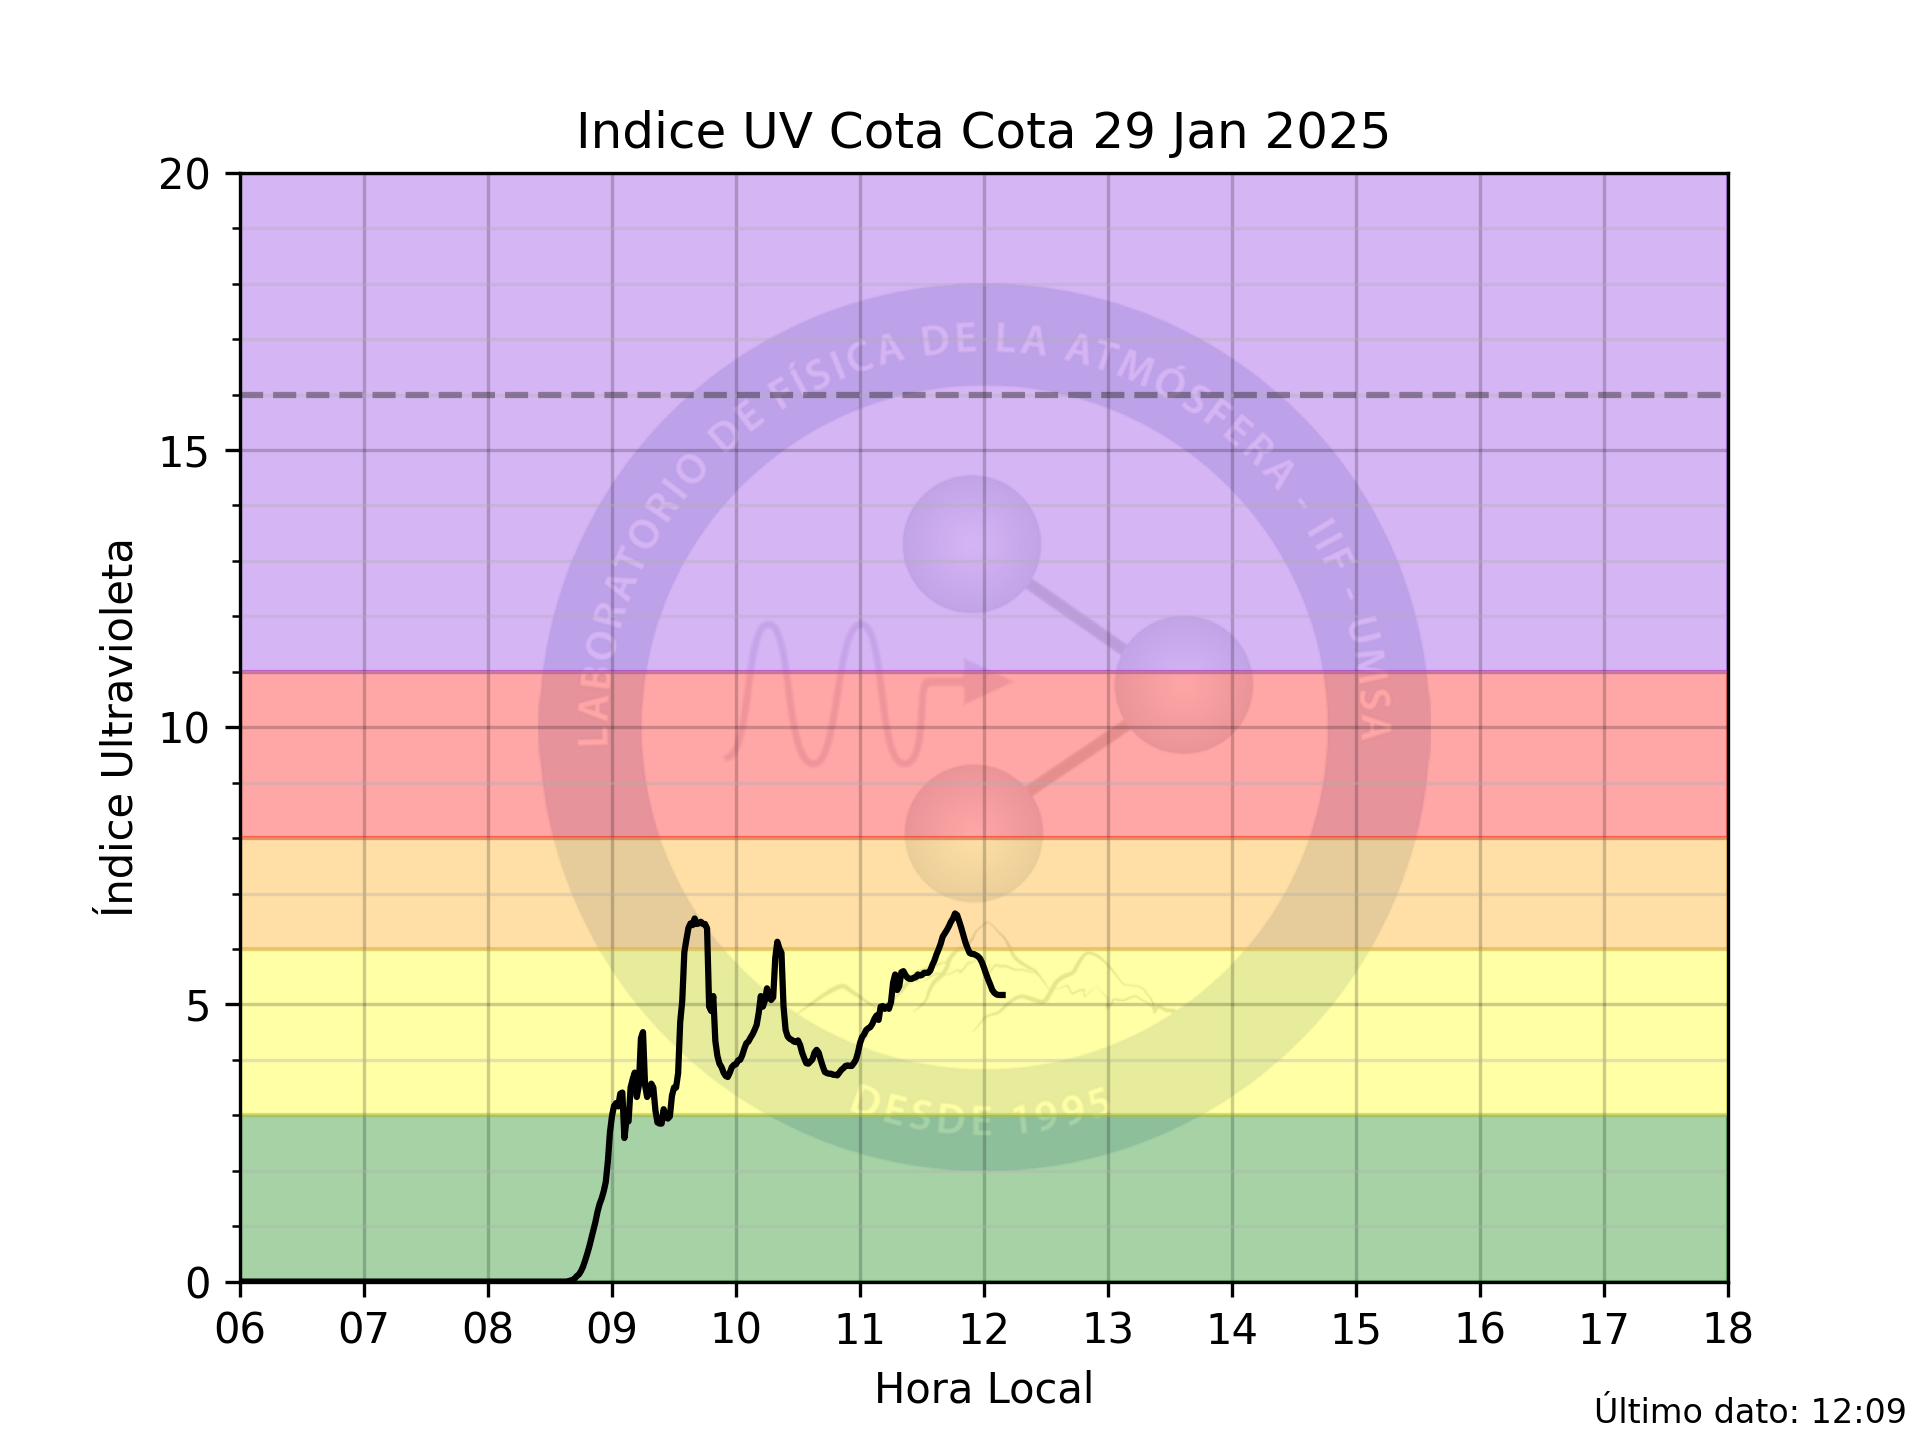 Indice UV Cota Cota 29 Jan 2025
20
15
10
5
0
Índice Ultravioleta
LABORATORIO DE FÍSICA DE LA ATMÓSFERA - IIF - UMSA
DESDE 1995
06 07 08 09 10 11 12 13 14 15 16 17 18
Hora Local
Último dato: 12:09